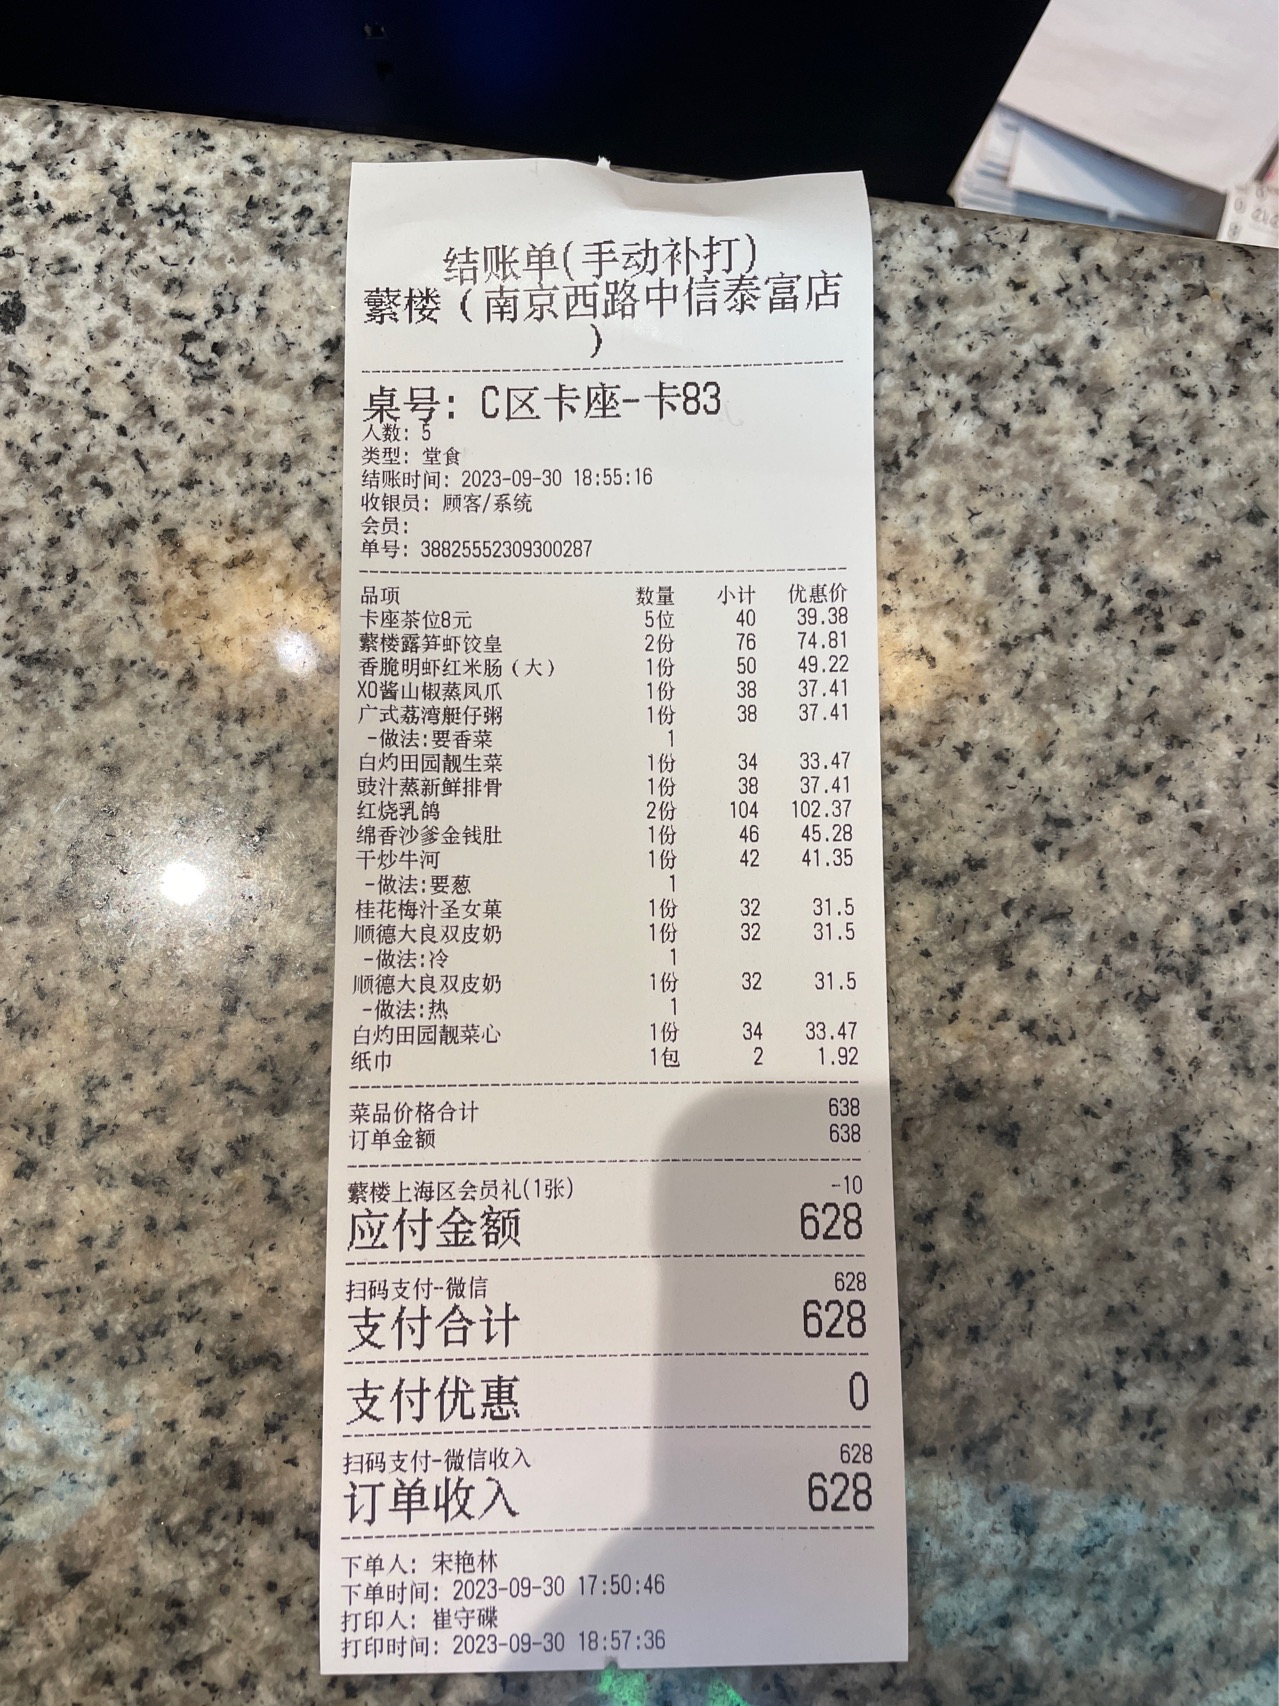 结账单(手动补打)
蘩楼（南京西路中信泰富店
）
桌号: C区卡座-卡83
人数: 5
类型: 堂食
结账时间: 2023-09-30 18:55:16
收银员: 顾客/系统
会员:
单号: 38825552309300287
品项 数量 小计 优惠价
卡座茶位8元 5位 40 39.38
蘩楼露笋虾饺皇 2份 76 74.81
香脆明虾红米肠（大） 1份 50 49.22
XO酱山椒蒸凤爪 1份 38 37.41
广式荔湾艇仔粥 1份 38 37.41
-做法:要香菜 1
白灼田园靓生菜 1份 34 33.47
豉汁蒸新鲜排骨 1份 38 37.41
红烧乳鸽 2份 104 102.37
绵香沙爹金钱肚 1份 46 45.28
干炒牛河 1份 42 41.35
-做法:要葱 1
桂花梅汁圣女菓 1份 32 31.5
顺德大良双皮奶 1份 32 31.5
-做法:冷 1
顺德大良双皮奶 1份 32 31.5
-做法:热 1
白灼田园靓菜心 1份 34 33.47
纸巾 1包 2 1.92
菜品价格合计 638
订单金额 638
蘩楼上海区会员礼(1张) -10
应付金额 628
扫码支付-微信 628
支付合计 628
支付优惠 0
扫码支付-微信收入 628
订单收入 628
下单人: 宋艳林
下单时间: 2023-09-30 17:50:46
打印人: 崔守碟
打印时间: 2023-09-30 18:57:36